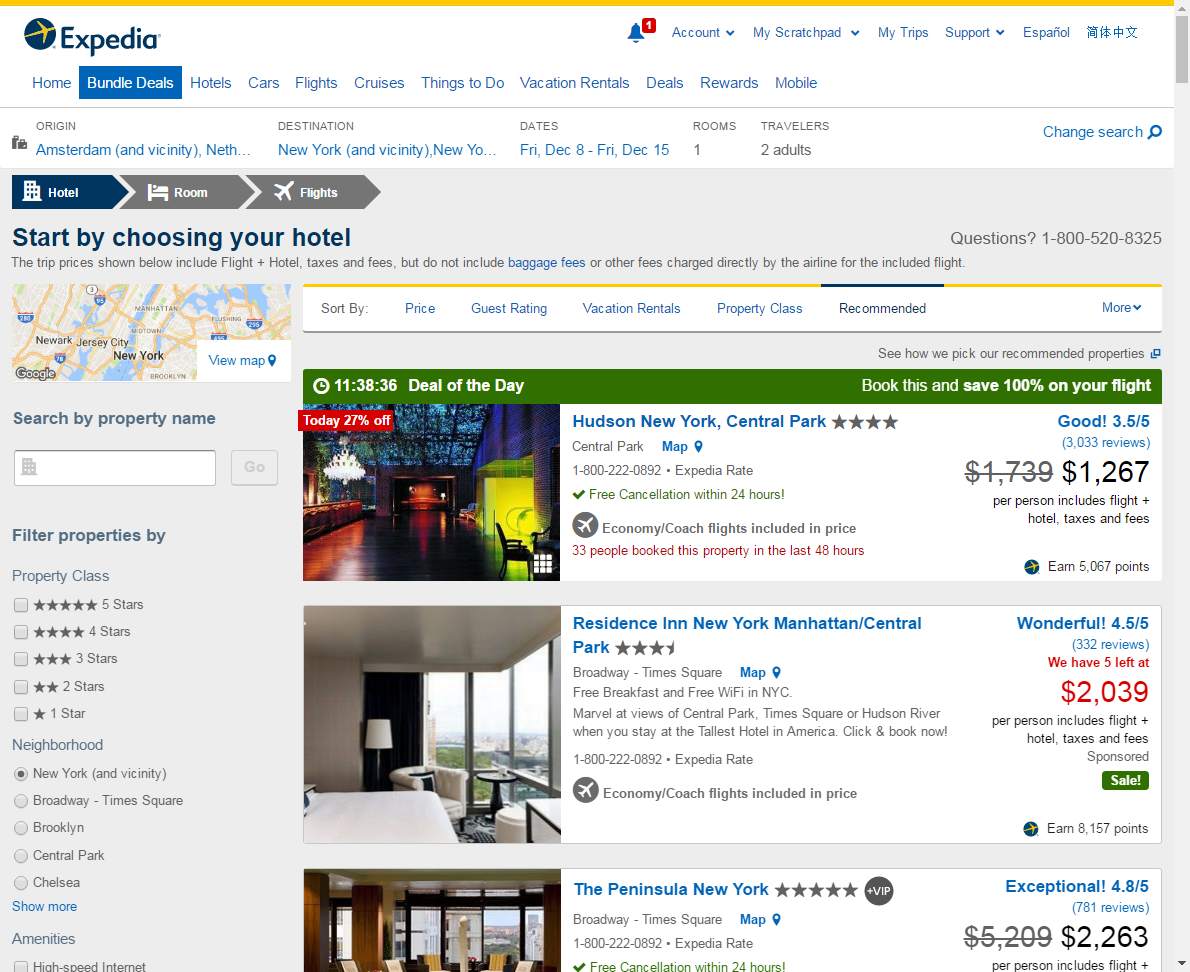 Expedia
1
Account
My Scratchpad
My Trips
Support
Español
简体中文
Home
Bundle Deals
Hotels
Cars
Flights
Cruises
Things to Do
Vacation Rentals
Deals
Rewards
Mobile
ORIGIN
Amsterdam (and vicinity), Neth...
DESTINATION
New York (and vicinity),New Yo...
DATES
Fri, Dec 8 - Fri, Dec 15
ROOMS
1
TRAVELERS
2 adults
Change search
Hotel
Room
Flights
Start by choosing your hotel
Questions? 1-800-520-8325
The trip prices shown below include Flight + Hotel, taxes and fees, but do not include baggage fees or other fees charged directly by the airline for the included flight.
3
95
MANHATTAN
280
FLUSHING
295
MIDTOWN
495
Newark
Jersey City
78
New York
Google
BROOKLYN
View map
Sort By:
Price
Guest Rating
Vacation Rentals
Property Class
Recommended
More
See how we pick our recommended properties
Search by property name
Go
Filter properties by
Property Class
5 Stars
4 Stars
3 Stars
2 Stars
1 Star
Neighborhood
New York (and vicinity)
Broadway - Times Square
Brooklyn
Central Park
Chelsea
Show more
Amenities
High-speed Internet
11:38:36 Deal of the Day
Book this and save 100% on your flight
Today 27% off
Hudson New York, Central Park
Central Park
Map
1-800-222-0892 • Expedia Rate
Free Cancellation within 24 hours!
Economy/Coach flights included in price
33 people booked this property in the last 48 hours
Good! 3.5/5
(3,033 reviews)
$1,739 $1,267
per person includes flight +
hotel, taxes and fees
Earn 5,067 points
Residence Inn New York Manhattan/Central
Park
Broadway - Times Square
Map
Free Breakfast and Free WiFi in NYC.
Marvel at views of Central Park, Times Square or Hudson River
when you stay at the Tallest Hotel in America. Click & book now!
1-800-222-0892 • Expedia Rate
Economy/Coach flights included in price
Wonderful! 4.5/5
(332 reviews)
We have 5 left at
$2,039
per person includes flight +
hotel, taxes and fees
Sponsored
Sale!
Earn 8,157 points
The Peninsula New York
+VIP
Broadway - Times Square
Map
1-800-222-0892 • Expedia Rate
Free Cancellation within 24 hours!
Exceptional! 4.8/5
(781 reviews)
$5,209 $2,263
per person includes flight +